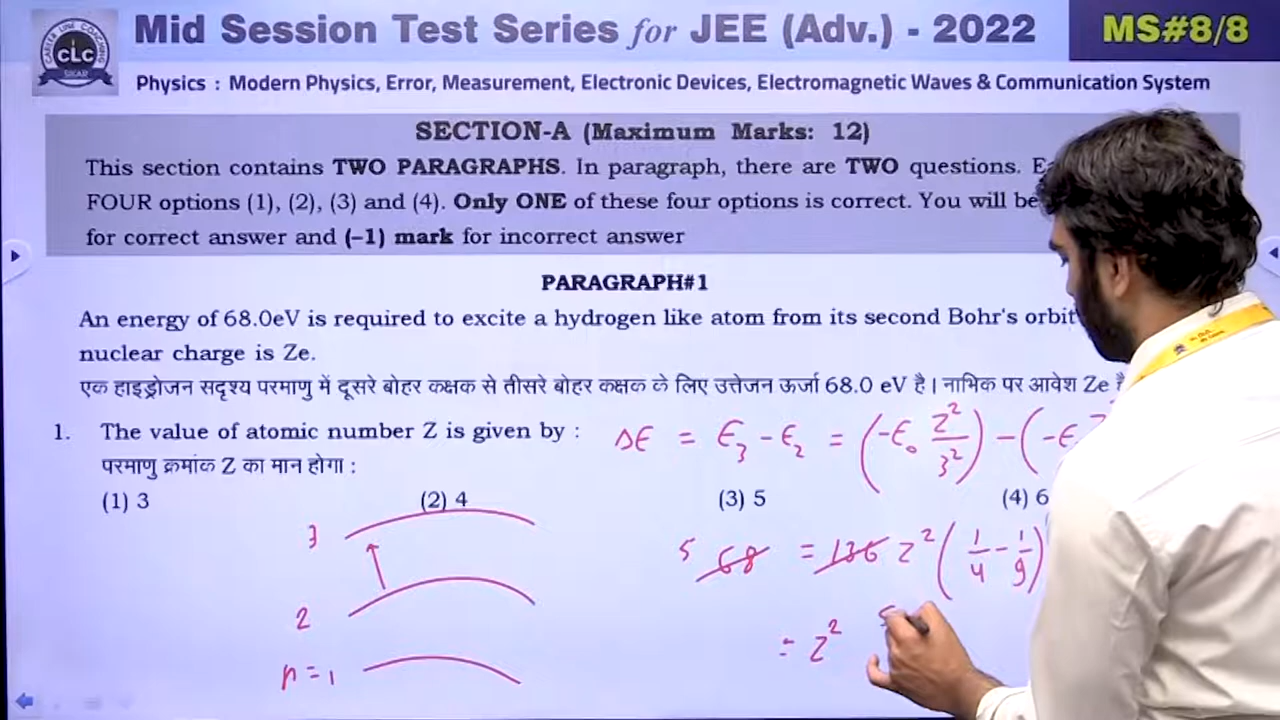 Mid Session Test Series for JEE (Adv.) - 2022
MS#8/8
CAREER LINE COACHING
CLC
SIKAR
Physics : Modern Physics, Error, Measurement, Electronic Devices, Electromagnetic Waves & Communication System
SECTION-A (Maximum Marks: 12)
This section contains TWO PARAGRAPHS. In paragraph, there are TWO questions.
FOUR options (1), (2), (3) and (4). Only ONE of these four options is correct. You will be
for correct answer and (–1) mark for incorrect answer
PARAGRAPH#1
An energy of 68.0eV is required to excite a hydrogen like atom from its second Bohr's orbit
nuclear charge is Ze.
एक हाइड्रोजन सदृश्य परमाणु में दूसरे बोहर कक्षक से तीसरे बोहर कक्षक के लिए उत्तेजन ऊर्जा 68.0 eV है। नाभिक पर आवेश Ze
1. The value of atomic number Z is given by :
ΔE = E₃ - E₂ = (-E₀ Z²/3²) - (-E₀
परमाणु क्रमांक Z का मान होगा :
(1) 3 (2) 4 (3) 5 (4) 6
3
5 68 = 136 Z² (1/4 - 1/9)
2
= Z² 5
n = 1